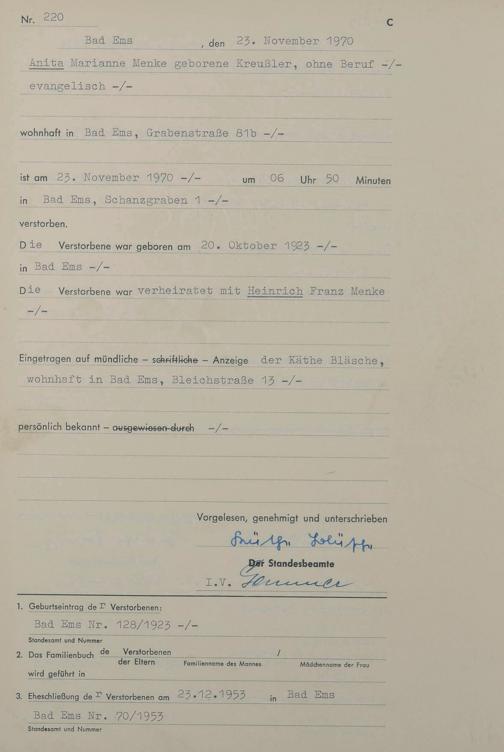 Nr. 220
C
Bad Ems, den 23. November 1970
Anita Marianne Menke geborene Kreußler, ohne Beruf -/-
evangelisch -/-
wohnhaft in Bad Ems, Grabenstraße 81b -/-
ist am 23. November 1970 -/- um 06 Uhr 50 Minuten
in Bad Ems, Schanzgraben 1 -/-
verstorben.
Die Verstorbene war geboren am 20. Oktober 1923 -/-
in Bad Ems -/-
Die Verstorbene war verheiratet mit Heinrich Franz Menke
-/-
Eingetragen auf mündliche – schriftliche – Anzeige der Käthe Bläsche,
wohnhaft in Bad Ems, Bleichstraße 13 -/-
persönlich bekannt – ausgewiesen durch -/-
Vorgelesen, genehmigt und unterschrieben
Käthe Bläsche
Der Standesbeamte
I.V.
1. Geburtseintrag der Verstorbenen:
Bad Ems Nr. 128/1923 -/-
Standesamt und Nummer
2. Das Familienbuch de Verstorbenen /
der Eltern Familienname des Mannes Mädchenname der Frau
wird geführt in
3. Eheschließung der Verstorbenen am 23.12.1953 in Bad Ems
Bad Ems Nr. 70/1953
Standesamt und Nummer